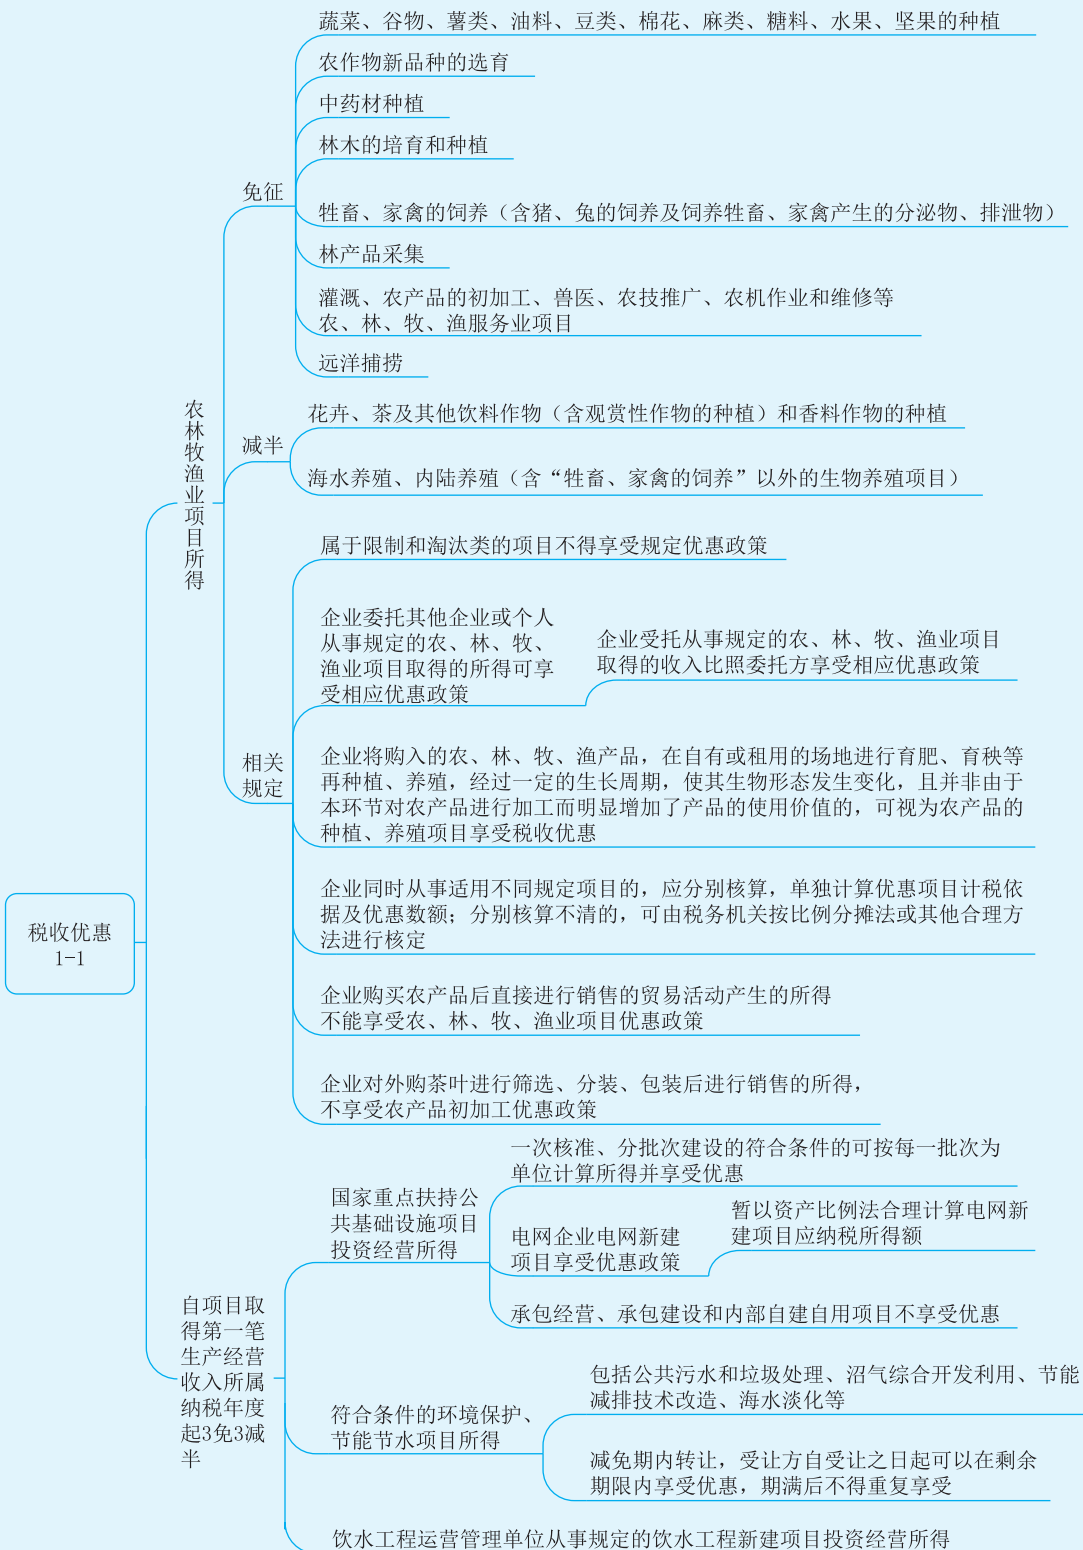 蔬菜、谷物、薯类、油料、豆类、棉花、麻类、糖料、水果、坚果的种植
农作物新品种的选育
中药材种植
林木的培育和种植
免征
牲畜、家禽的饲养（含猪、兔的饲养及饲养牲畜、家禽产生的分泌物、排泄物）
林产品采集
灌溉、农产品的初加工、兽医、农技推广、农机作业和维修等
农、林、牧、渔服务业项目
远洋捕捞
农林牧渔业项目所得
花卉、茶及其他饮料作物（含观赏性作物的种植）和香料作物的种植
减半
海水养殖、内陆养殖（含“牲畜、家禽的饲养”以外的生物养殖项目）
属于限制和淘汰类的项目不得享受规定优惠政策
企业委托其他企业或个人
从事规定的农、林、牧、
渔业项目取得的所得可享
受相应优惠政策
企业受托从事规定的农、林、牧、渔业项目
取得的收入比照委托方享受相应优惠政策
相关
规定
企业将购入的农、林、牧、渔产品，在自有或租用的场地进行育肥、育秧等
再种植、养殖，经过一定的生长周期，使其生物形态发生变化，且并非由于
本环节对农产品进行加工而明显增加了产品的使用价值的，可视为农产品的
种植、养殖项目享受税收优惠
企业同时从事适用不同规定项目的，应分别核算，单独计算优惠项目计税依
据及优惠数额；分别核算不清的，可由税务机关按比例分摊法或其他合理方
法进行核定
税收优惠
1-1
企业购买农产品后直接进行销售的贸易活动产生的所得
不能享受农、林、牧、渔业项目优惠政策
企业对外购茶叶进行筛选、分装、包装后进行销售的所得，
不享受农产品初加工优惠政策
一次核准、分批次建设的符合条件的可按每一批次为
单位计算所得并享受优惠
国家重点扶持公
共基础设施项目
投资经营所得
电网企业电网新建
项目享受优惠政策
暂以资产比例法合理计算电网新
建项目应纳税所得额
承包经营、承包建设和内部自建自用项目不享受优惠
自项目取
得第一笔
生产经营
收入所属
纳税年度
起3免3减
半
包括公共污水和垃圾处理、沼气综合开发利用、节能
减排技术改造、海水淡化等
符合条件的环境保护、
节能节水项目所得
减免期内转让，受让方自受让之日起可以在剩余
期限内享受优惠，期满后不得重复享受
饮水工程运营管理单位从事规定的饮水工程新建项目投资经营所得